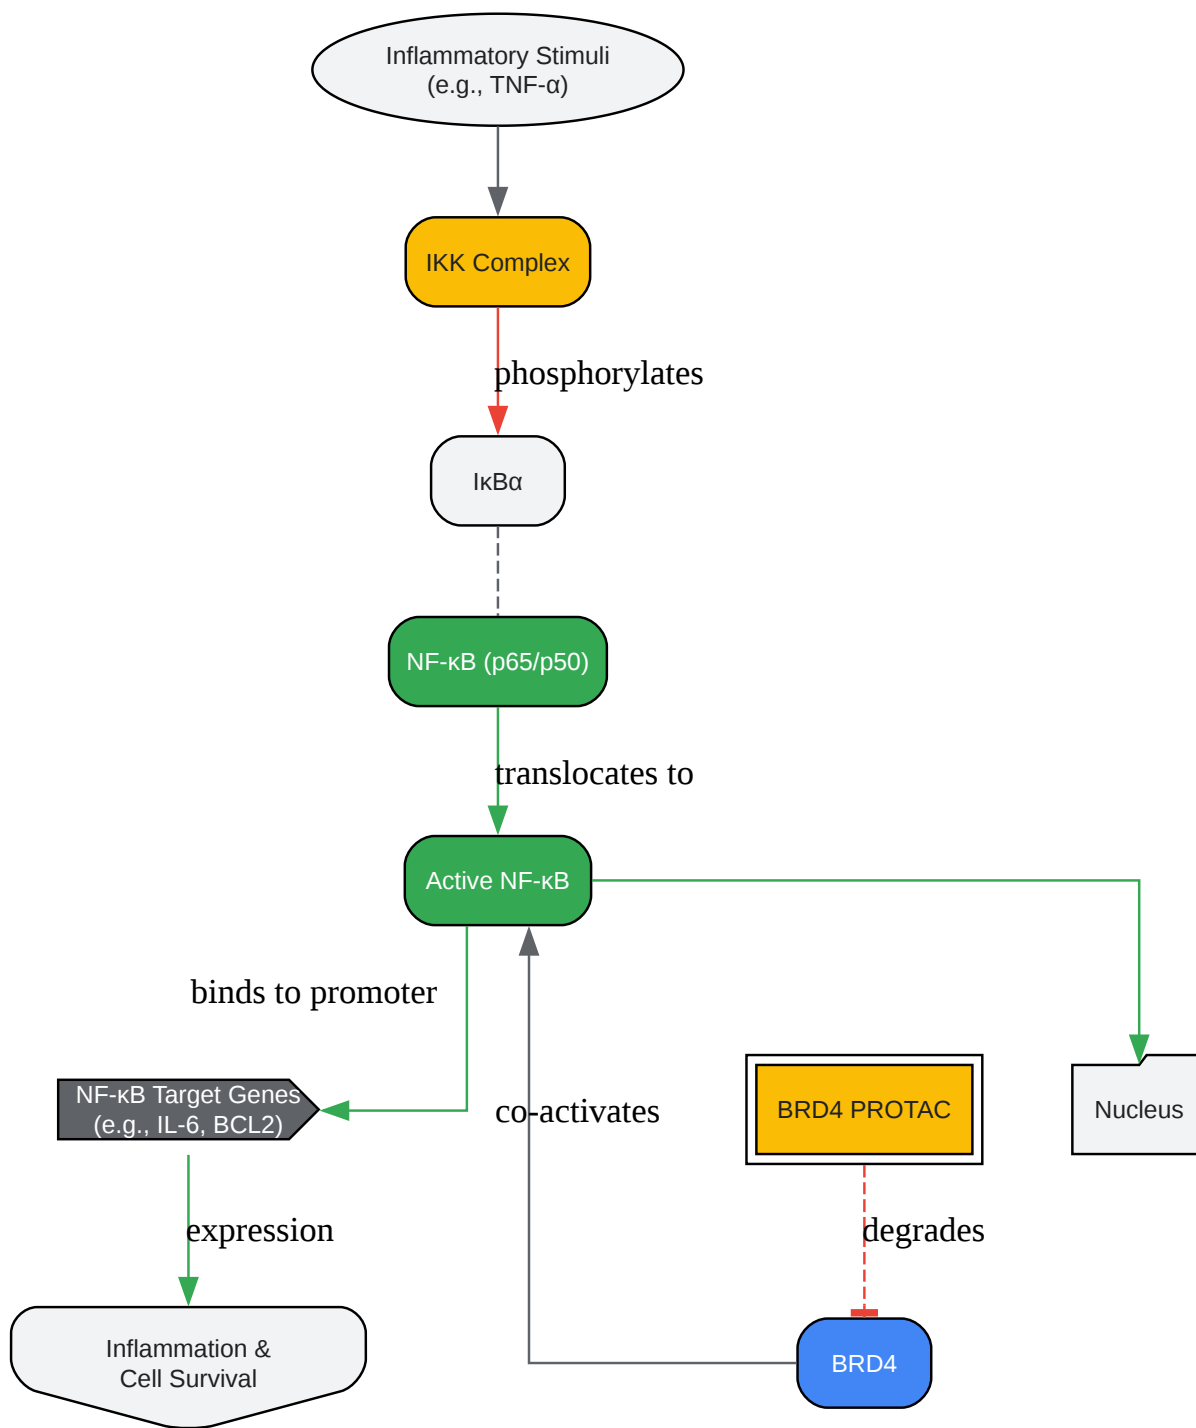 Inflammatory Stimuli
(e.g., TNF-α)
IKK Complex
phosphorylates
IκBα
NF-κB (p65/p50)
translocates to
Active NF-κB
binds to promoter
NF-κB Target Genes
(e.g., IL-6, BCL2)
co-activates
BRD4 PROTAC
Nucleus
expression
degrades
Inflammation &
Cell Survival
BRD4